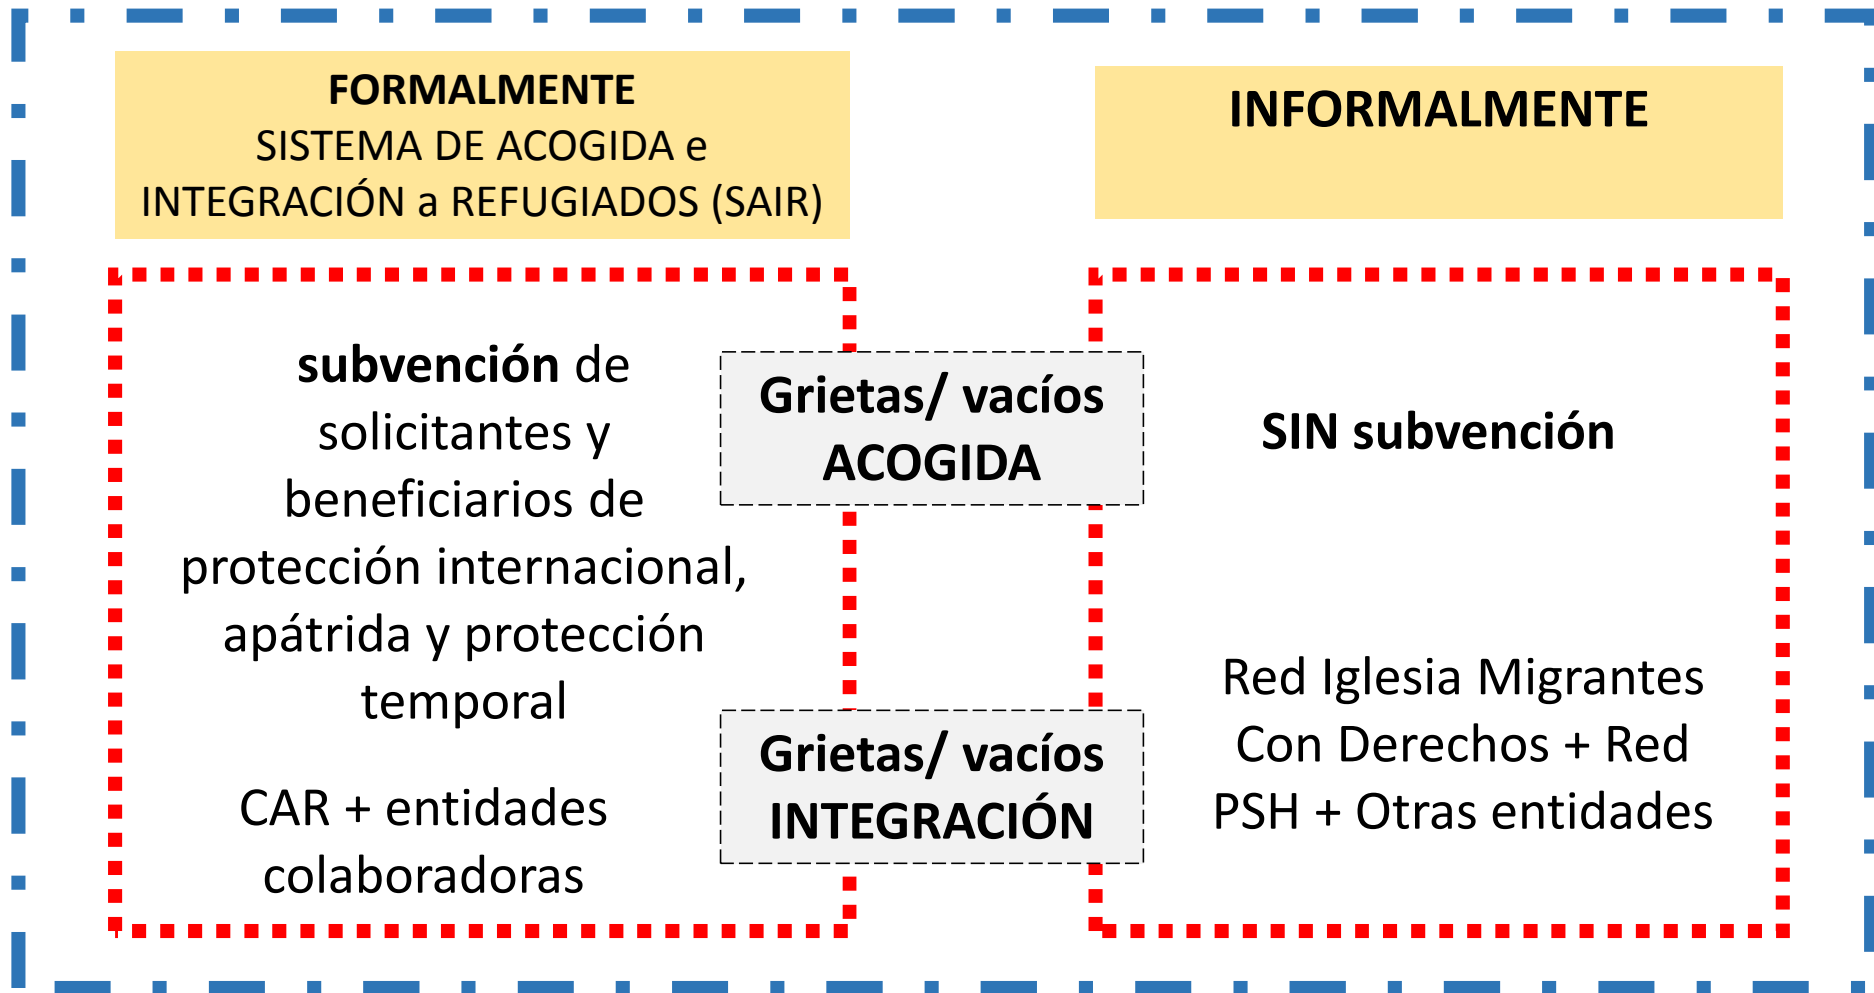 FORMALMENTE
SISTEMA DE ACOGIDA e
INTEGRACIÓN a REFUGIADOS (SAIR)
INFORMALMENTE
subvención de
solicitantes y
beneficiarios de
protección internacional,
apátrida y protección
temporal
CAR + entidades
colaboradoras
Grietas/ vacíos
ACOGIDA
Grietas/ vacíos
INTEGRACIÓN
SIN subvención
Red Iglesia Migrantes
Con Derechos + Red
PSH + Otras entidades